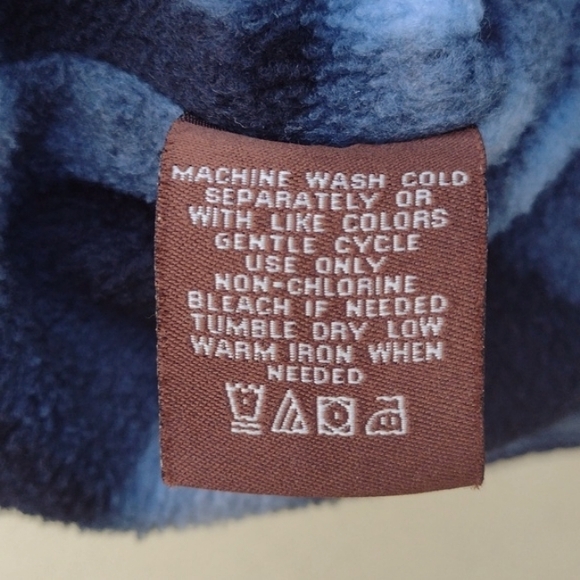 MACHINE WASH COLD
SEPARATELY OR
WITH LIKE COLORS
GENTLE CYCLE
USE ONLY
NON-CHLORINE
BLEACH IF NEEDED
TUMBLE DRY LOW
WARM IRON WHEN
NEEDED